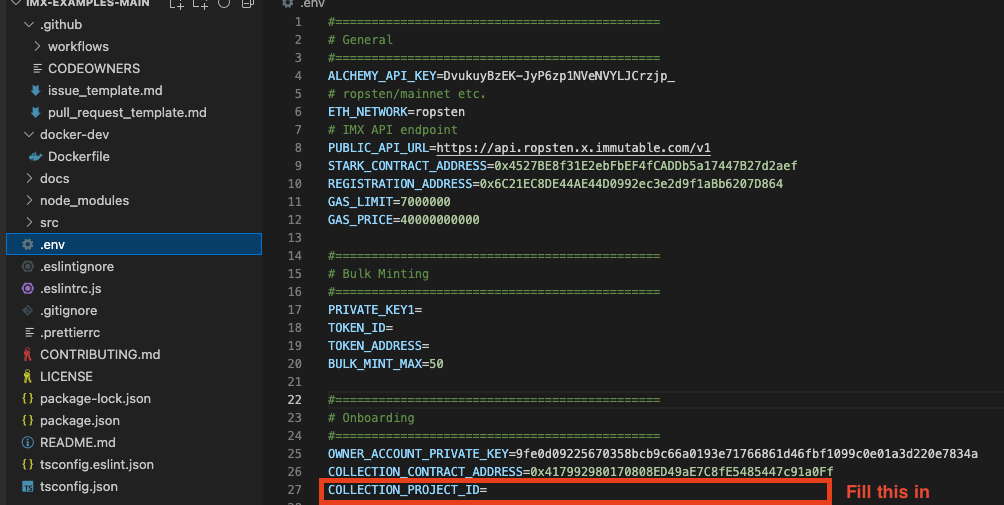 IMX-EXAMPLES-MAIN
.github
workflows
CODEOWNERS
issue_template.md
pull_request_template.md
docker-dev
Dockerfile
docs
node_modules
src
.env
.eslintignore
.eslintrc.js
.gitignore
.prettierrc
CONTRIBUTING.md
LICENSE
package-lock.json
package.json
README.md
tsconfig.eslint.json
tsconfig.json
.env
1 #=============================================
2 # General
3 #=============================================
4 ALCHEMY_API_KEY=DvukuyBzEK-JyP6zp1NVeNVYLJCrzjp_
5 # ropsten/mainnet etc.
6 ETH_NETWORK=ropsten
7 # IMX API endpoint
8 PUBLIC_API_URL=https://api.ropsten.x.immutable.com/v1
9 STARK_CONTRACT_ADDRESS=0x4527BE8f31E2ebFbEF4fCADDb5a17447B27d2aef
10 REGISTRATION_ADDRESS=0x6C21EC8DE44AE44D0992ec3e2d9f1aBb6207D864
11 GAS_LIMIT=7000000
12 GAS_PRICE=40000000000
13
14 #=============================================
15 # Bulk Minting
16 #=============================================
17 PRIVATE_KEY1=
18 TOKEN_ID=
19 TOKEN_ADDRESS=
20 BULK_MINT_MAX=50
21
22 #=============================================
23 # Onboarding
24 #=============================================
25 OWNER_ACCOUNT_PRIVATE_KEY=9fe0d09225670358bcb9c66a0193e71766861d46fbf1099c0e01a3d220e7834a
26 COLLECTION_CONTRACT_ADDRESS=0x417992980170808ED49aE7C8fE5485447c91a0Ff
27 COLLECTION_PROJECT_ID=
Fill this in